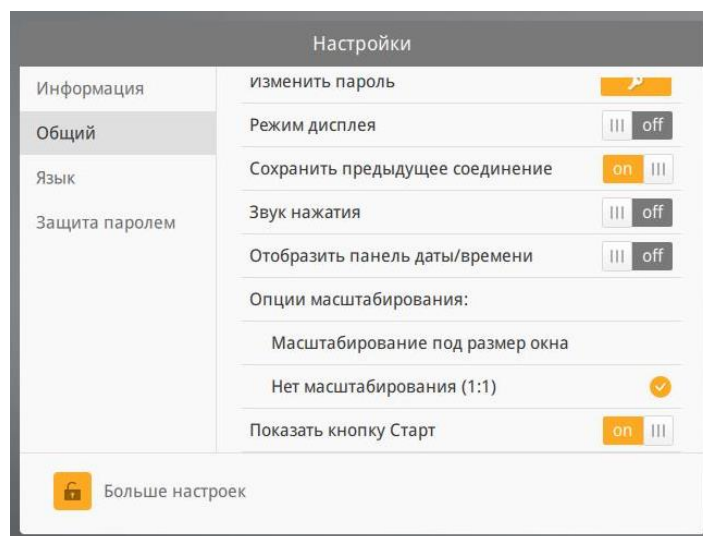 Настройки
Информация
Общий
Язык
Защита паролем
Изменить пароль
Режим дисплея off
Сохранить предыдущее соединение on
Звук нажатия off
Отобразить панель даты/времени off
Опции масштабирования:
Масштабирование под размер окна
Нет масштабирования (1:1)
Показать кнопку Старт on
Больше настроек